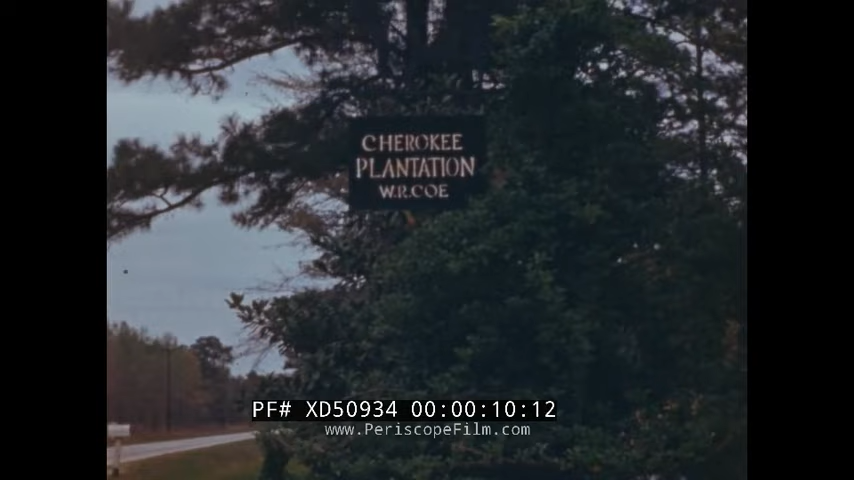 CHEROKEE
PLANTATION
W.R.COE
PF# XD50934 00:00:10:12
www.PeriscopeFilm.com